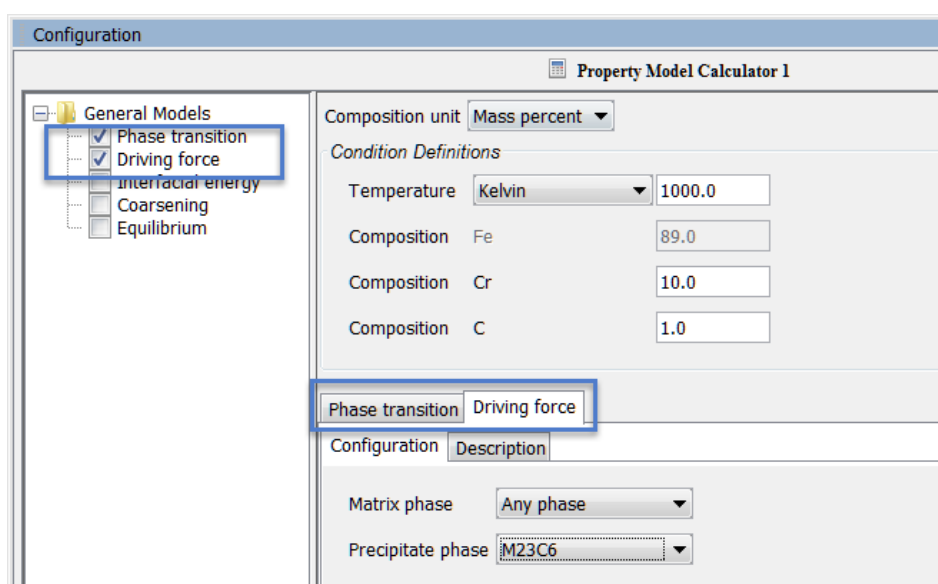 Configuration
Property Model Calculator 1
General Models
Phase transition
Driving force
Interfacial energy
Coarsening
Equilibrium
Composition unit Mass percent
Condition Definitions
Temperature Kelvin 1000.0
Composition Fe 89.0
Composition Cr 10.0
Composition C 1.0
Phase transition Driving force
Configuration Description
Matrix phase Any phase
Precipitate phase M23C6